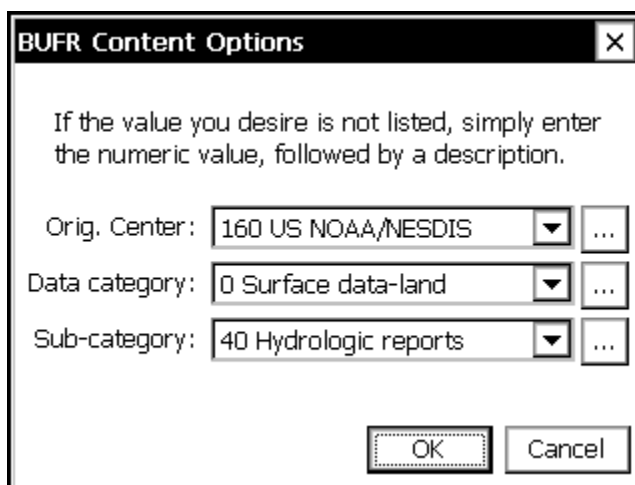 BUFR Content Options
If the value you desire is not listed, simply enter
the numeric value, followed by a description.
Orig. Center: 160 US NOAA/NESDIS ...
Data category: 0 Surface data-land ...
Sub-category: 40 Hydrologic reports ...
OK Cancel